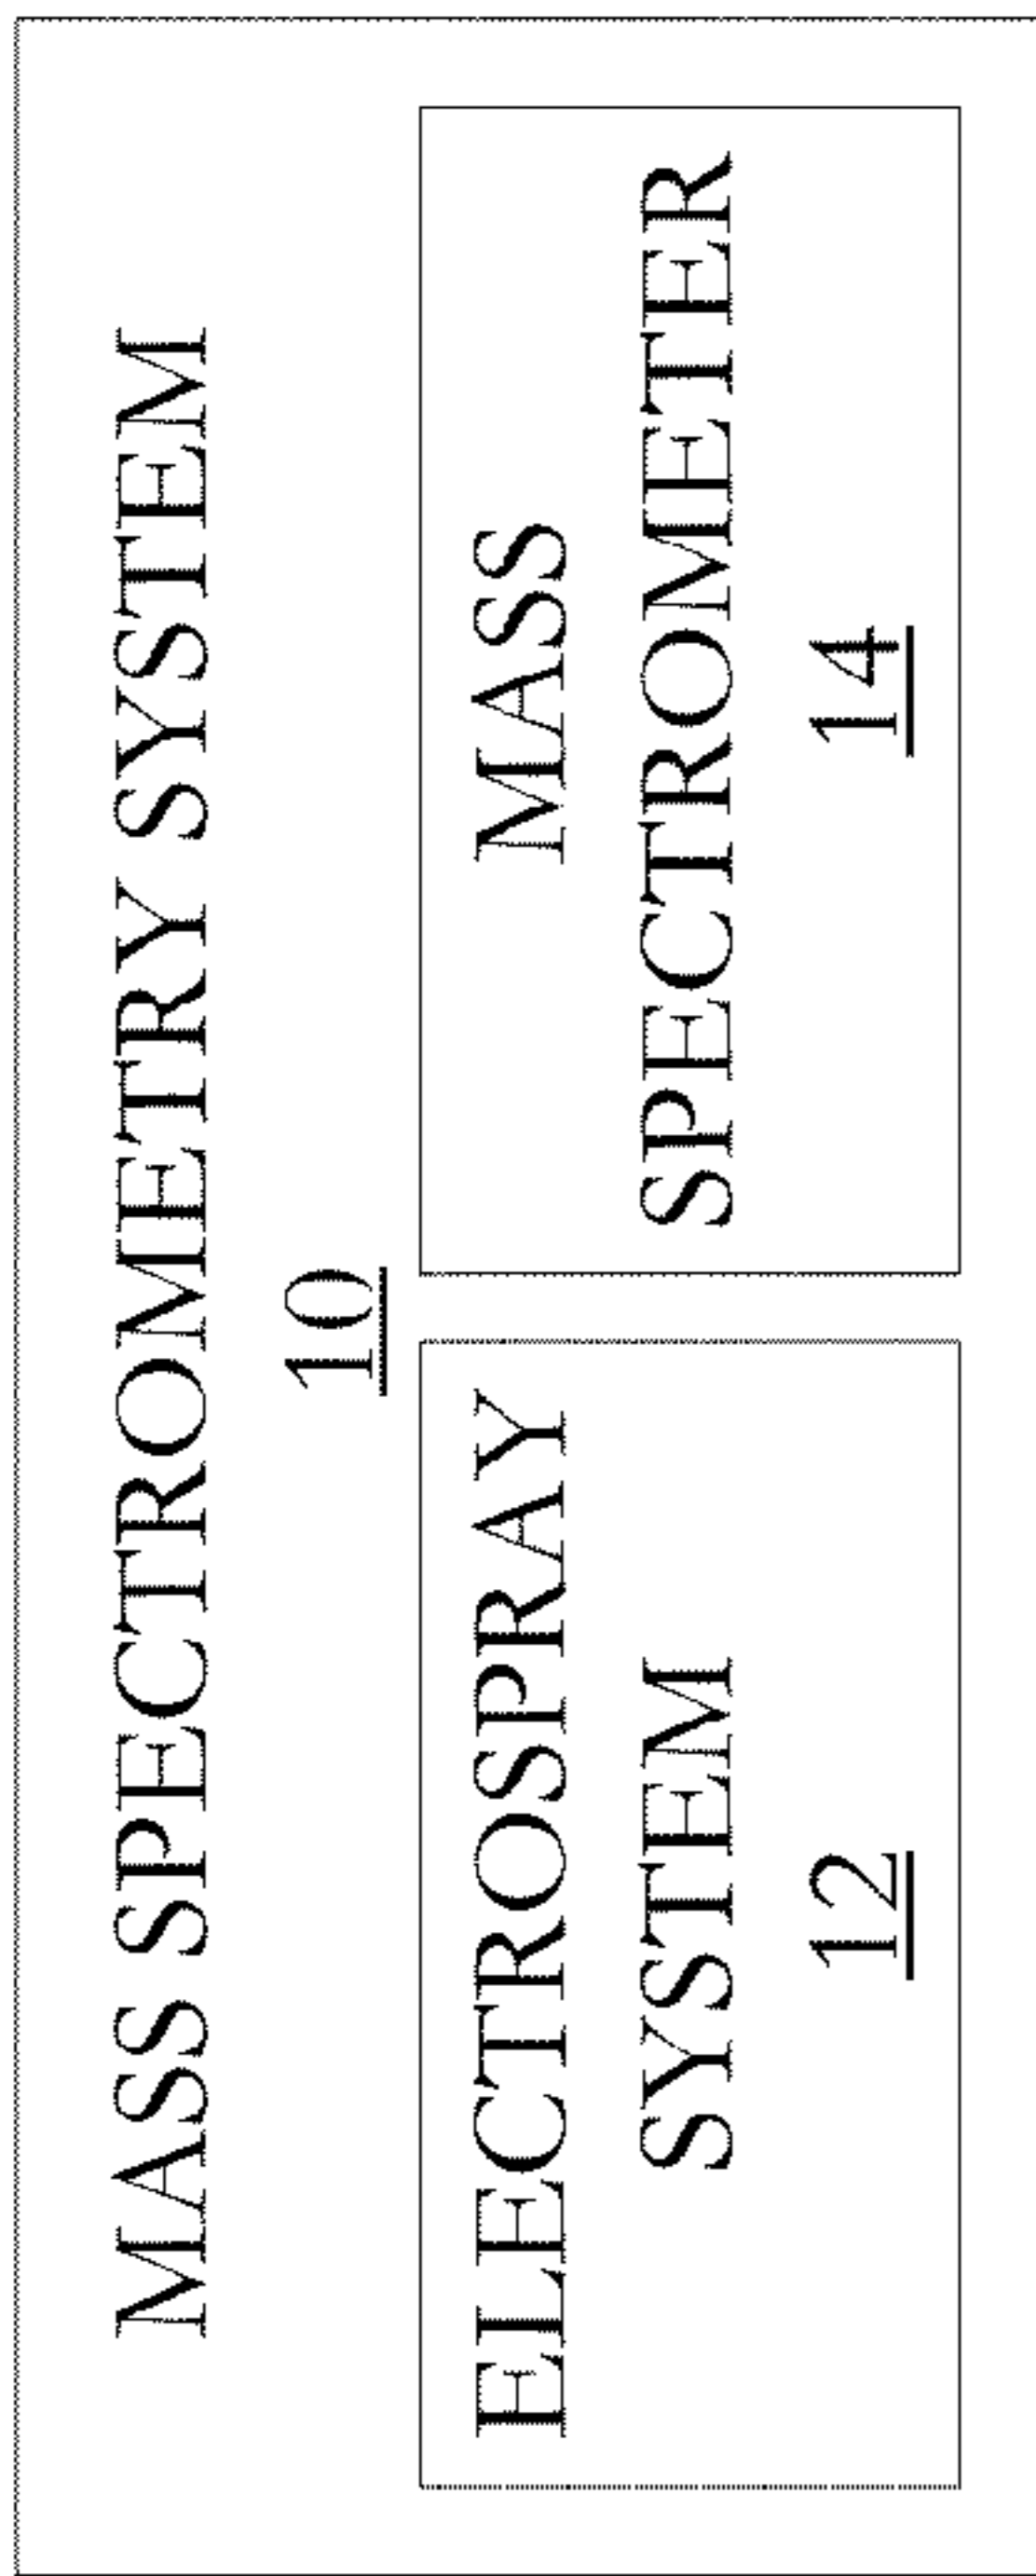 MASS SPECTROMETRY SYSTEM
10
ELECTROSPRAY
SYSTEM
12
MASS
SPECTROMETER
14